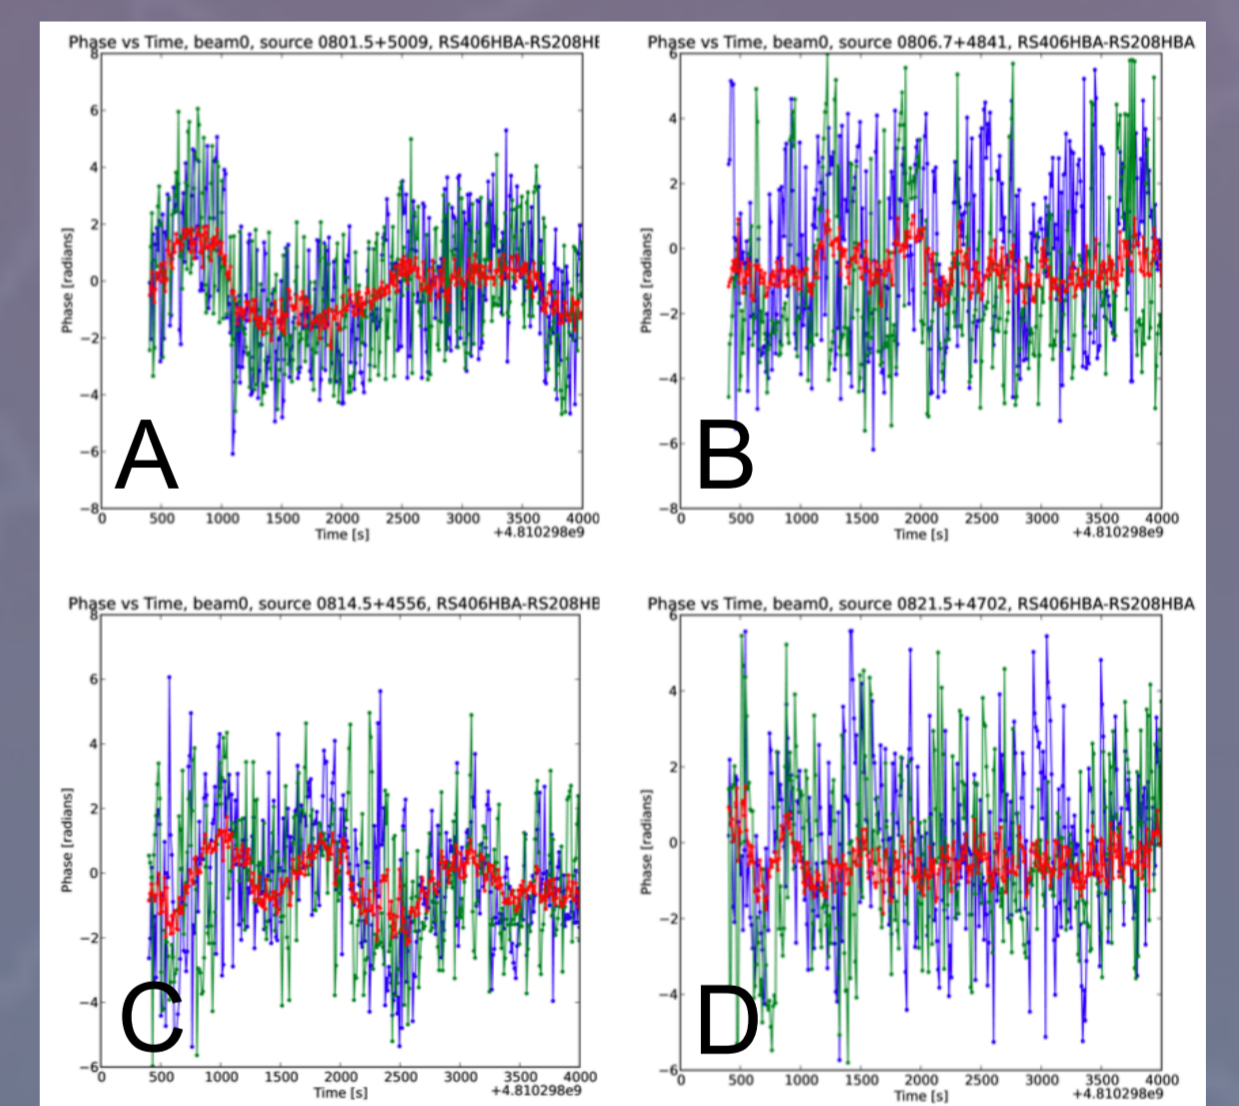 Phase vs Time, beam0, source 0801.5+5009, RS406HBA-RS208HE
8
6
4
2
0
−2
−4
−6
−8
Phase [radians]
A
0 500 1000 1500 2000 2500 3000 3500 4000
Time [s]
+4.810298e9
Phase vs Time, beam0, source 0806.7+4841, RS406HBA-RS208HBA
6
4
2
0
−2
−4
−6
−8
Phase [radians]
B
0 500 1000 1500 2000 2500 3000 3500 4000
Time [s]
+4.810298e9
Phase vs Time, beam0, source 0814.5+4556, RS406HBA-RS208HE
8
6
4
2
0
−2
−4
−6
Phase [radians]
C
0 500 1000 1500 2000 2500 3000 3500 4000
Time [s]
+4.810298e9
Phase vs Time, beam0, source 0821.5+4702, RS406HBA-RS208HBA
6
4
2
0
−2
−4
−6
Phase [radians]
D
0 500 1000 1500 2000 2500 3000 3500 4000
Time [s]
+4.810298e9